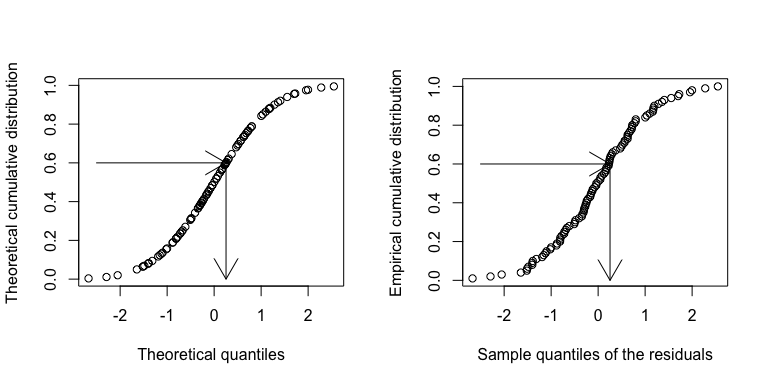 Theoretical cumulative distribution
0.0 0.2 0.4 0.6 0.8 1.0
-2 -1 0 1 2
Theoretical quantiles
Empirical cumulative distribution
0.0 0.2 0.4 0.6 0.8 1.0
-2 -1 0 1 2
Sample quantiles of the residuals